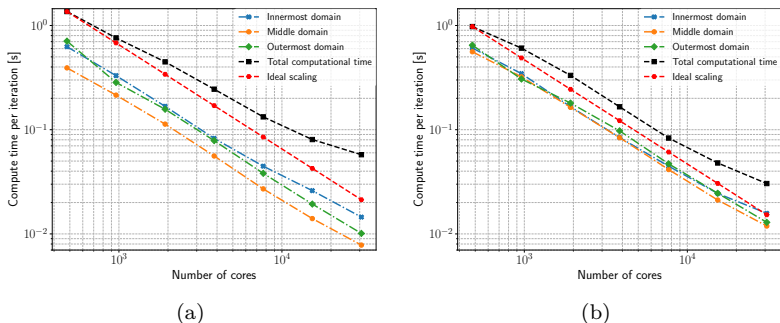 Compute time per iteration [s]
10⁰
10⁻¹
10⁻²
10³
10⁴
Number of cores
Innermost domain
Middle domain
Outermost domain
Total computational time
Ideal scaling
(a)
Compute time per iteration [s]
10⁰
10⁻¹
10⁻²
10³
10⁴
Number of cores
Innermost domain
Middle domain
Outermost domain
Total computational time
Ideal scaling
(b)